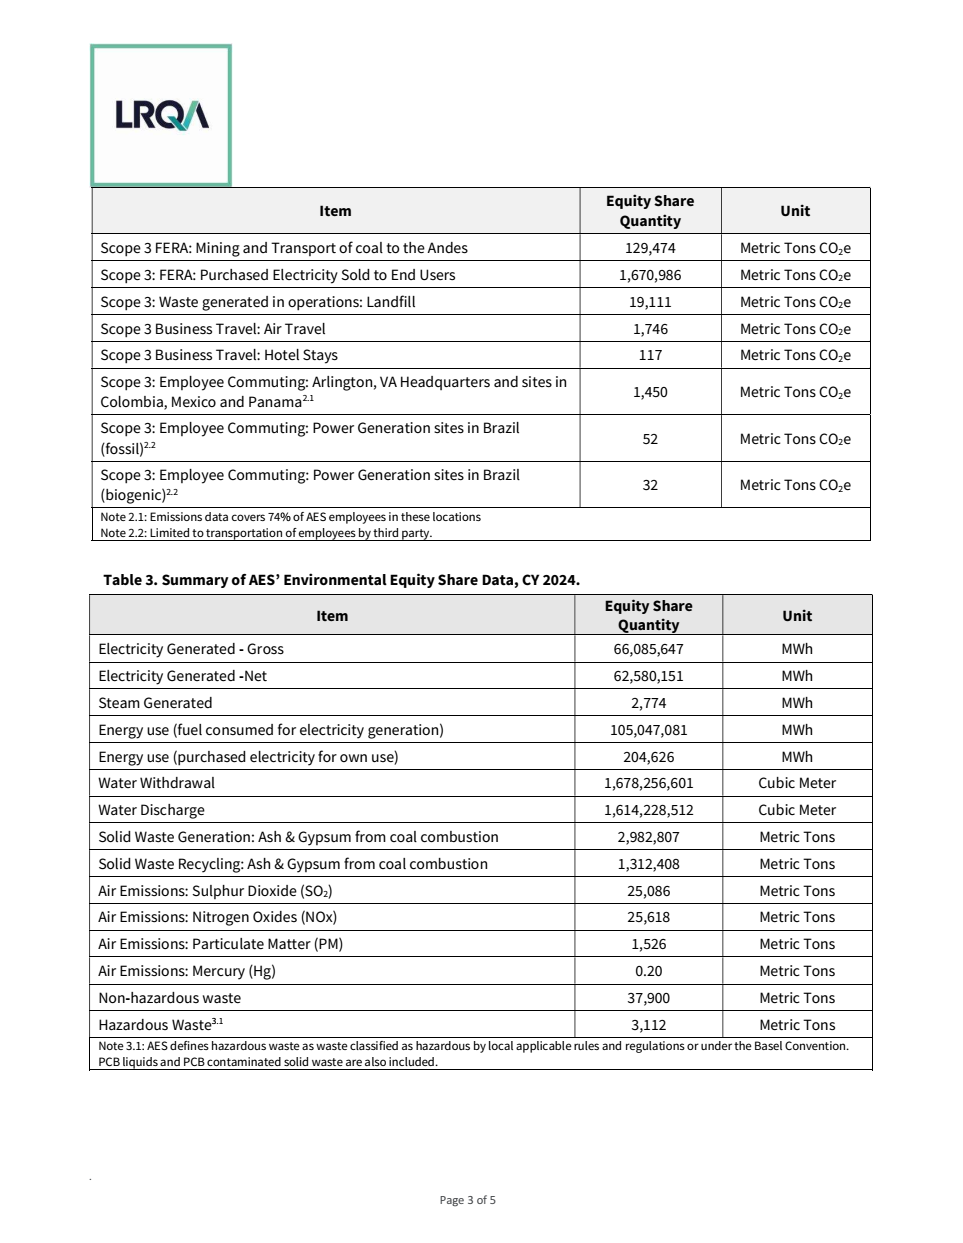 LRQA
Item
Equity Share
Quantity
Unit
Scope 3 FERA: Mining and Transport of coal to the Andes 129,474 Metric Tons CO₂e
Scope 3: FERA: Purchased Electricity Sold to End Users 1,670,986 Metric Tons CO₂e
Scope 3: Waste generated in operations: Landfill 19,111 Metric Tons CO₂e
Scope 3 Business Travel: Air Travel 1,746 Metric Tons CO₂e
Scope 3 Business Travel: Hotel Stays 117 Metric Tons CO₂e
Scope 3: Employee Commuting: Arlington, VA Headquarters and sites in
Colombia, Mexico and Panama2.1
1,450 Metric Tons CO₂e
Scope 3: Employee Commuting: Power Generation sites in Brazil
(fossil)2.2
52 Metric Tons CO₂e
Scope 3: Employee Commuting: Power Generation sites in Brazil
(biogenic)2.2
32 Metric Tons CO₂e
Note 2.1: Emissions data covers 74% of AES employees in these locations
Note 2.2: Limited to transportation of employees by third party.
Table 3. Summary of AES' Environmental Equity Share Data, CY 2024.
Item
Equity Share
Quantity
Unit
Electricity Generated - Gross 66,085,647 MWh
Electricity Generated -Net 62,580,151 MWh
Steam Generated 2,774 MWh
Energy use (fuel consumed for electricity generation) 105,047,081 MWh
Energy use (purchased electricity for own use) 204,626 MWh
Water Withdrawal 1,678,256,601 Cubic Meter
Water Discharge 1,614,228,512 Cubic Meter
Solid Waste Generation: Ash & Gypsum from coal combustion 2,982,807 Metric Tons
Solid Waste Recycling: Ash & Gypsum from coal combustion 1,312,408 Metric Tons
Air Emissions: Sulphur Dioxide (SO₂) 25,086 Metric Tons
Air Emissions: Nitrogen Oxides (NOx) 25,618 Metric Tons
Air Emissions: Particulate Matter (PM) 1,526 Metric Tons
Air Emissions: Mercury (Hg) 0.20 Metric Tons
Non-hazardous waste 37,900 Metric Tons
Hazardous Waste3.1 3,112 Metric Tons
Note 3.1: AES defines hazardous waste as waste classified as hazardous by local applicable rules and regulations or under the Basel Convention.
PCB liquids and PCB contaminated solid waste are also included.
.
Page 3 of 5